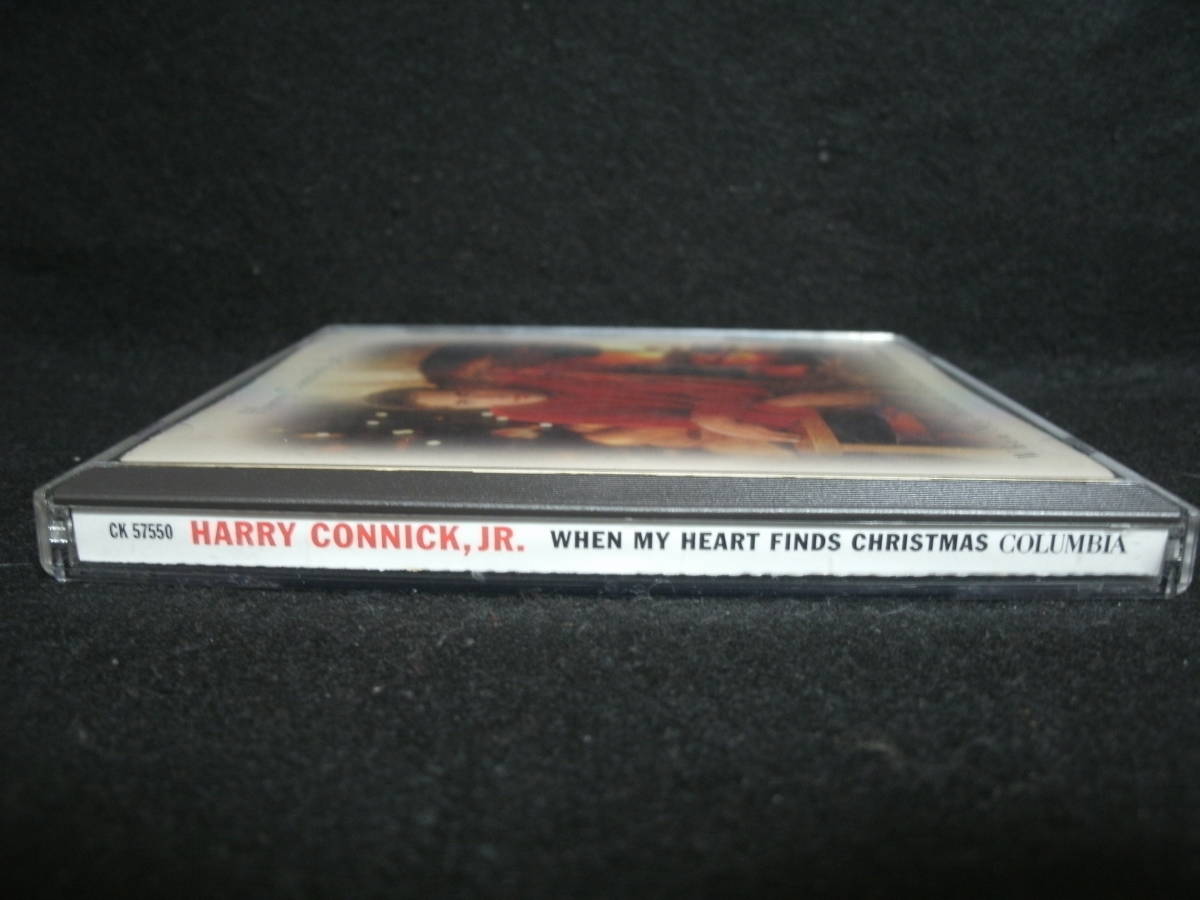 CK 57550 HARRY CONNICK, JR. WHEN MY HEART FINDS CHRISTMAS COLUMBIA